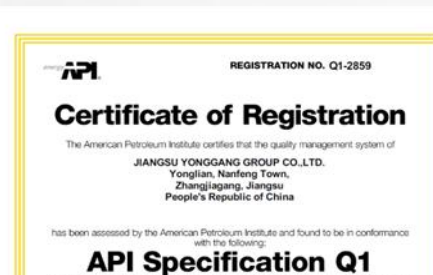 energy API.
REGISTRATION NO. Q1-2859
Certificate of Registration
The American Petroleum Institute certifies that the quality management system of
JIANGSU YONGGANG GROUP CO.,LTD.
Yonglian, Nanfeng Town,
Zhangjiagang, Jiangsu
People's Republic of China
has been assessed by the American Petroleum Institute and found to be in conformance
with the following:
API Specification Q1